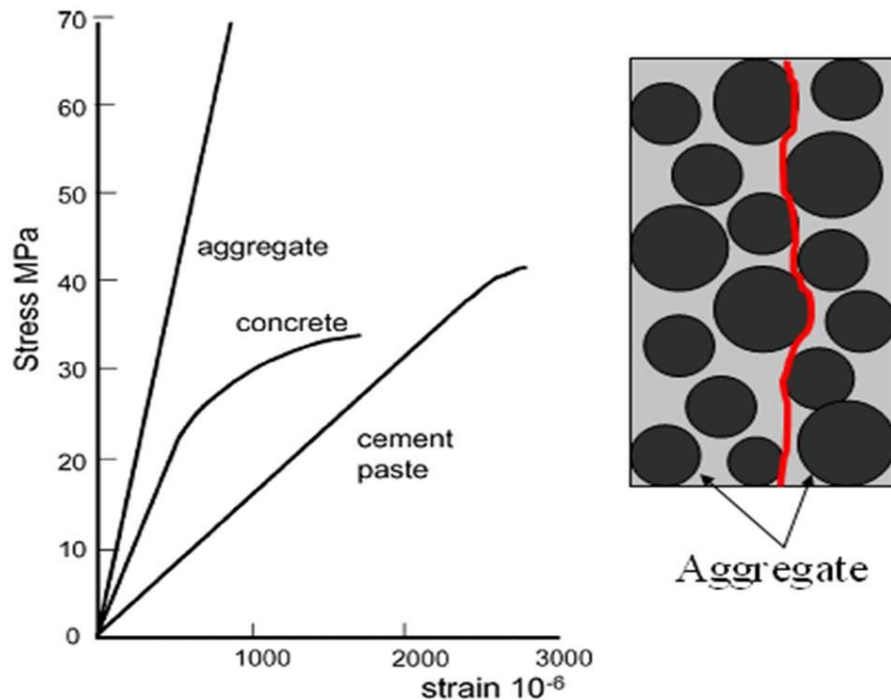 70
60
50
40
30
20
10
0
Stress MPa
aggregate
concrete
cement
paste
1000
2000
3000
strain 10-6
Aggregate